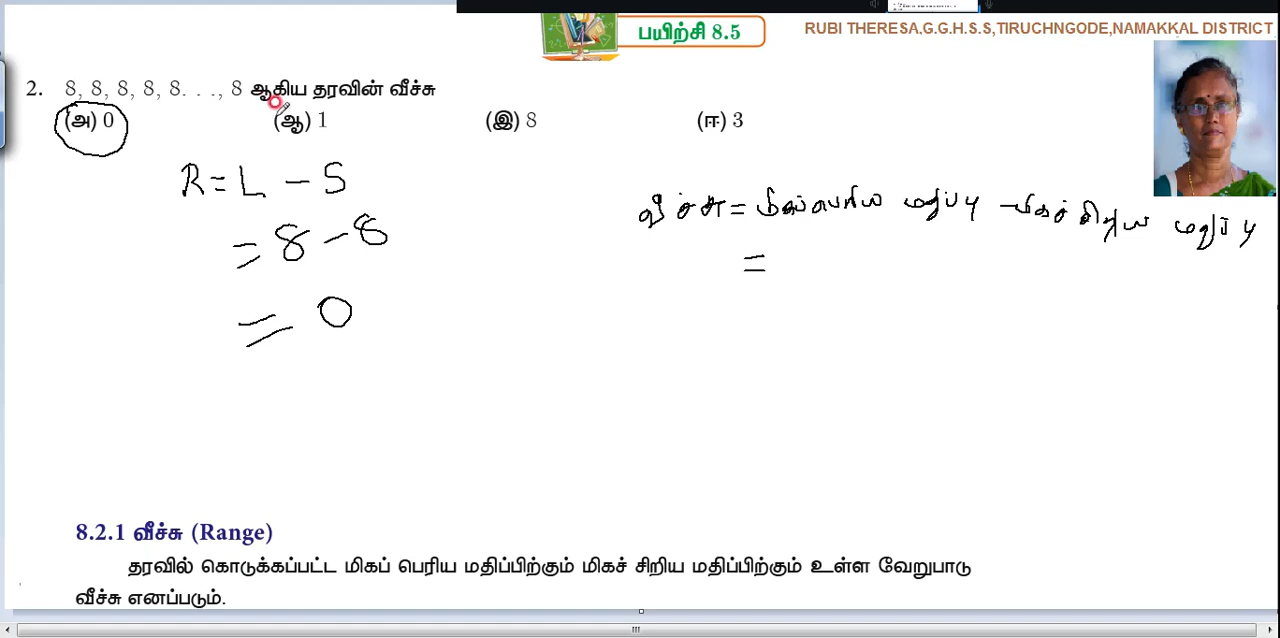 RUBI THERESA,G.G.H.S.S,TIRUCHNGODE,NAMAKKAL DISTRICT
பயிற்சி 8.5
2. 8, 8, 8, 8, 8. . ., 8 ஆகிய தரவின் வீச்சு
(அ) 0 (ஆ) 1 (இ) 8 (ஈ) 3
R = L - S
= 8 - 8
= 0
வீச்சு = மிகப்பெரிய மதிப்பு - மிகச்சிறிய மதிப்பு
=
8.2.1 வீச்சு (Range)
தரவில் கொடுக்கப்பட்ட மிகப் பெரிய மதிப்பிற்கும் மிகச் சிறிய மதிப்பிற்கும் உள்ள வேறுபாடு
வீச்சு எனப்படும்.